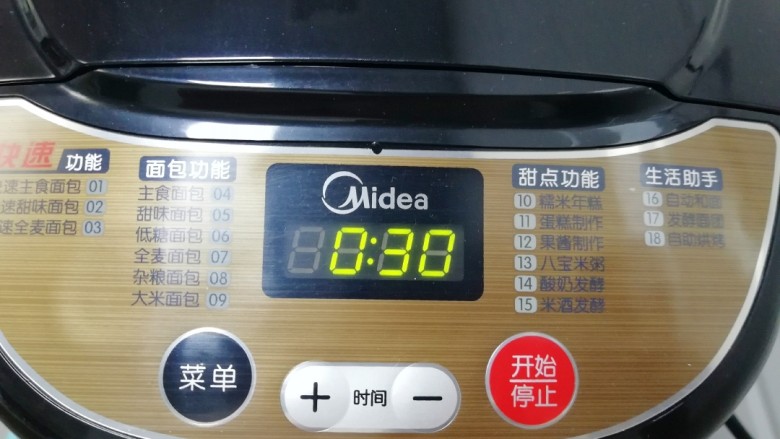 快速 功能
速主食面包 01
速甜味面包 02
速全麦面包 03
面包功能
主食面包 04
甜味面包 05
低糖面包 06
全麦面包 07
杂粮面包 08
大米面包 09
Midea
0:30
甜点功能
10 糯米年糕
11 蛋糕制作
12 果酱制作
13 八宝米粥
14 酸奶发酵
15 米酒发酵
生活助手
16 自动和面
17 发酵面团
18 自助烘烤
菜单
+ 时间 −
开始
停止